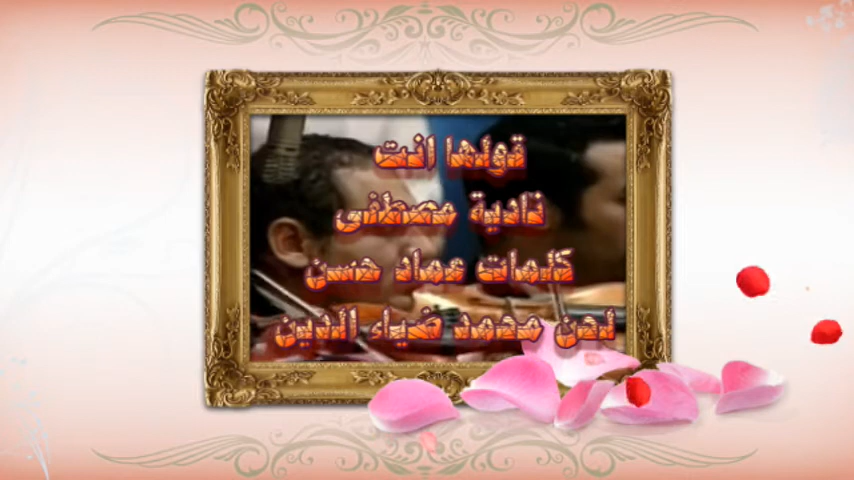 قولها انت
نادية مصطفى
كلمات عماد حسن
لحن محمد ضياء الدين